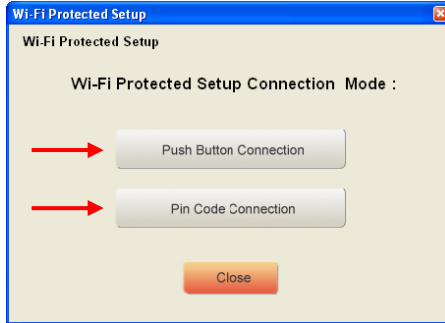 Wi-Fi Protected Setup
Wi-Fi Protected Setup
Wi-Fi Protected Setup Connection Mode :
Push Button Connection
Pin Code Connection
Close